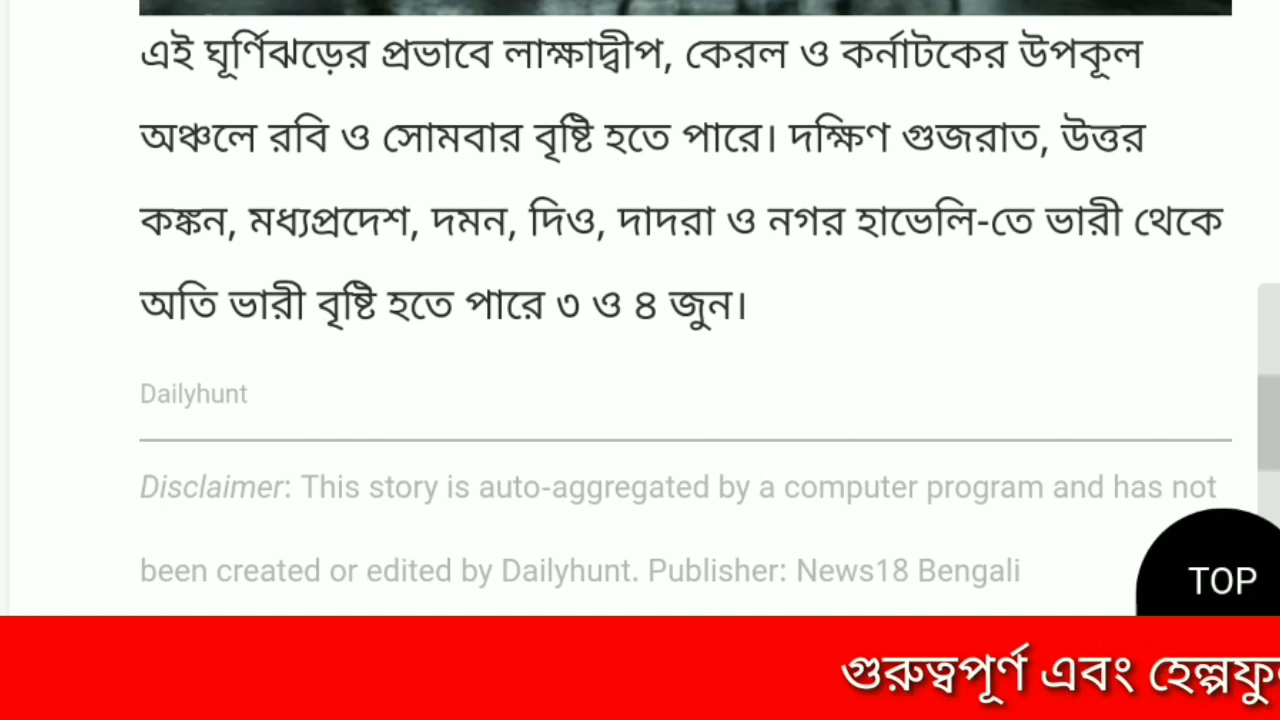 এই ঘূর্ণিঝড়ের প্রভাবে লাক্ষাদ্বীপ, কেরল ও কর্নাটকের উপকূল
অঞ্চলে রবি ও সোমবার বৃষ্টি হতে পারে। দক্ষিণ গুজরাত, উত্তর
কঙ্কন, মধ্যপ্রদেশ, দমন, দিও, দাদরা ও নগর হাভেলি-তে ভারী থেকে
অতি ভারী বৃষ্টি হতে পারে ৩ ও ৪ জুন।
Dailyhunt
Disclaimer: This story is auto-aggregated by a computer program and has not
been created or edited by Dailyhunt. Publisher: News18 Bengali
TOP
গুরুত্বপূর্ণ এবং